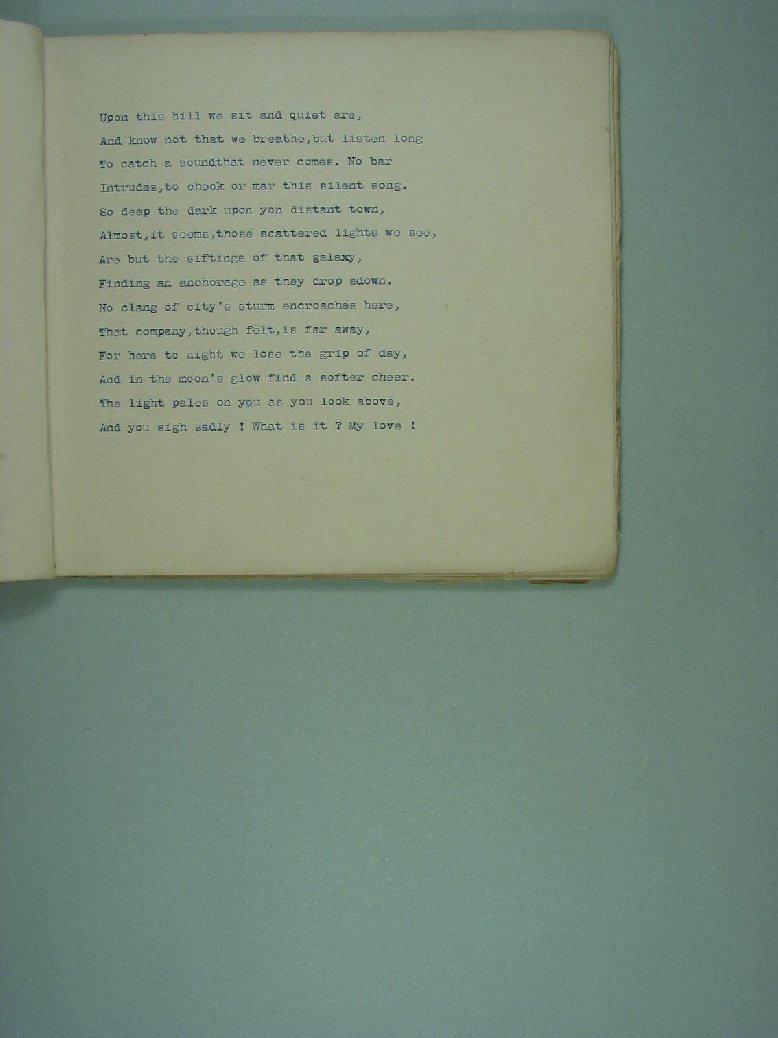 Upon this hill we sit and quiet are,
And know not that we breathe,but listen long
To catch a soundthat never comes. No bar
Intrudes,to check or mar this silent song.
So deep the dark upon yon distant town,
Almost,it seems,those scattered lights we see,
Are but the siftings of that galaxy,
Finding an anchorage as they drop adown.
No clang of city's sturm encroaches here,
That company,though felt,is far away,
For here to night we lose the grip of day,
And in the moon's glow find a softer cheer.
The light pales on you as you look above,
And you sigh sadly ! What is it ? My love !